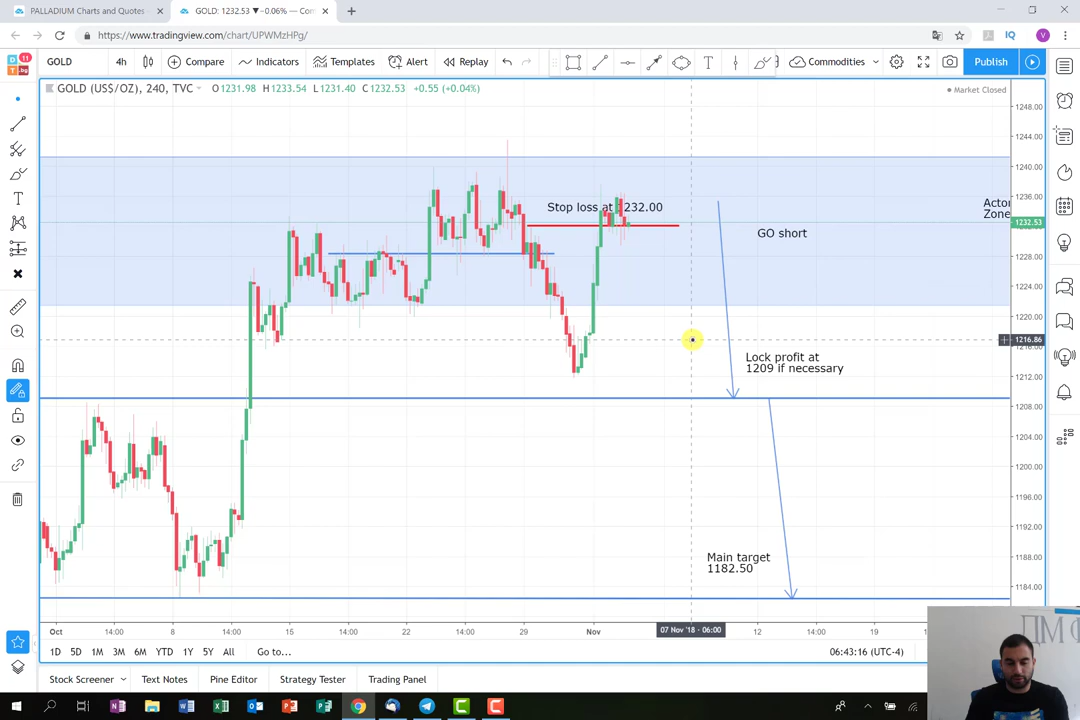 PALLADIUM Charts and Quotes
GOLD: 1232.53 ▼−0.06% — Com
https://www.tradingview.com/chart/UPWMzHPg/
IQ
V
11
GOLD
4h
Compare
Indicators
Templates
Alert
Replay
Commodities
Publish
GOLD (US$/OZ), 240, TVC
O1231.98 H1233.54 L1231.40 C1232.53 +0.55 (+0.04%)
Market Closed
1248.00
1244.00
1240.00
1236.00
1232.53
1228.00
1224.00
1220.00
1216.86
1212.00
1208.00
1204.00
1200.00
1196.00
1192.00
1188.00
1184.00
Stop loss at 1232.00
Zone
GO short
Lock profit at
1209 if necessary
Main target
1182.50
Oct
14:00
8
14:00
15
14:00
22
14:00
29
Nov
07 Nov '18 - 06:00
12
14:00
19
1D
5D
1M
3M
6M
YTD
1Y
5Y
All
Go to...
06:43:16 (UTC-4)
Stock Screener
Text Notes
Pine Editor
Strategy Tester
Trading Panel